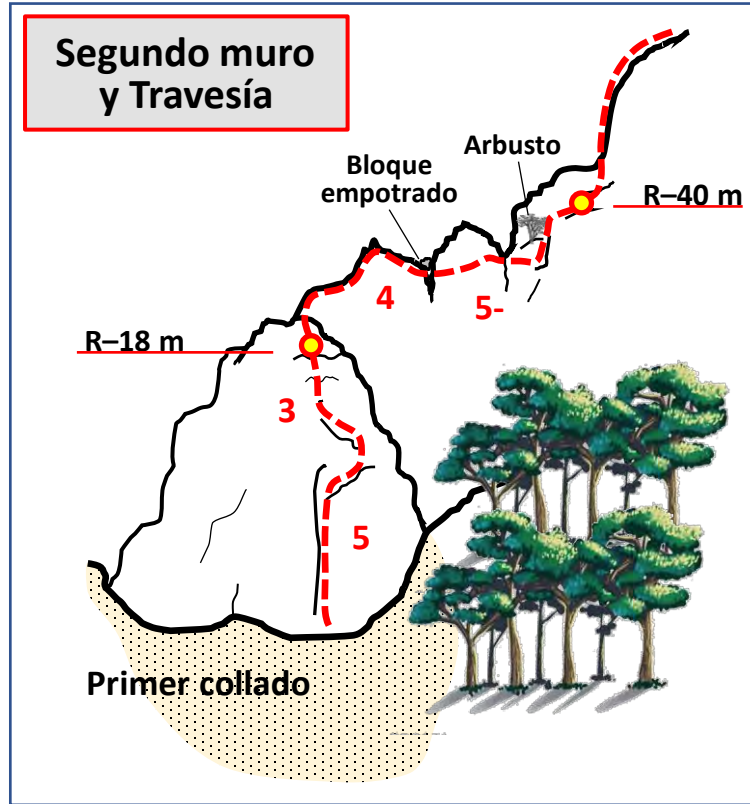 Segundo muro
y Travesía
Arbusto
Bloque
empotrado
R–40 m
4
5-
R–18 m
3
5
Primer collado